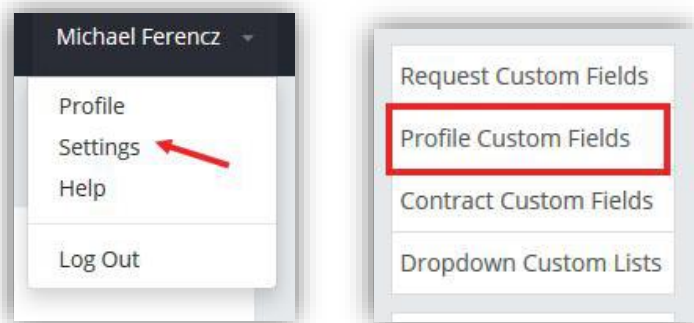 Michael Ferencz
Profile
Settings
Help
Log Out
Request Custom Fields
Profile Custom Fields
Contract Custom Fields
Dropdown Custom Lists